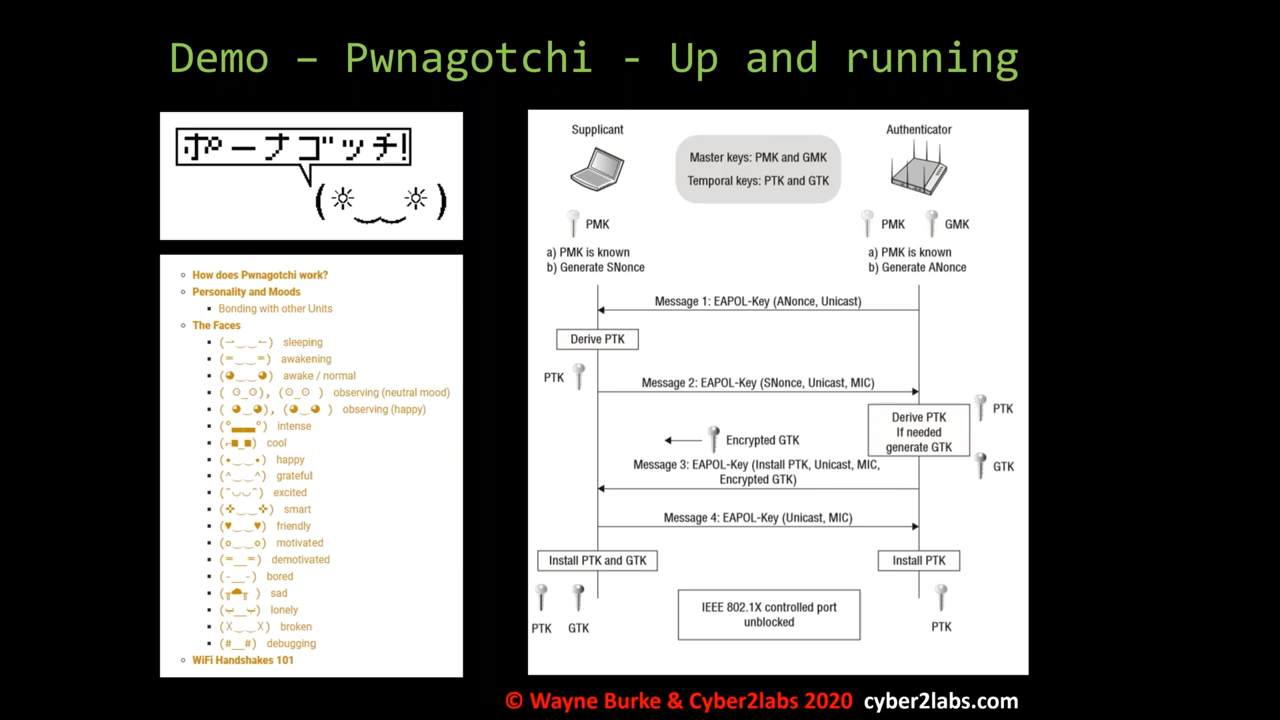 Demo – Pwnagotchi - Up and running
ポーナゴッチ!
(☼‿‿☼)
How does Pwnagotchi work?
Personality and Moods
Bonding with other Units
The Faces
(⇀‿‿↼) sleeping
(≖‿‿≖) awakening
(◕‿‿◕) awake / normal
( ⚆_⚆), (☉_☉ ) observing (neutral mood)
( ◕‿◕), (◕‿◕ ) observing (happy)
(°▃▃°) intense
(⌐■_■) cool
(•‿‿•) happy
(^‿‿^) grateful
(ᵔ◡◡ᵔ) excited
(✜‿‿✜) smart
(♥‿‿♥) friendly
(☼‿‿☼) motivated
(≖__≖) demotivated
(-__-) bored
(╥☁╥ ) sad
(ب__ب) lonely
(☓‿‿☓) broken
(#__#) debugging
WiFi Handshakes 101
Supplicant
Authenticator
Master keys: PMK and GMK
Temporal keys: PTK and GTK
PMK
PMK
GMK
a) PMK is known
b) Generate SNonce
a) PMK is known
b) Generate ANonce
Message 1: EAPOL-Key (ANonce, Unicast)
Derive PTK
PTK
Message 2: EAPOL-Key (SNonce, Unicast, MIC)
PTK
Derive PTK
If needed
generate GTK
Encrypted GTK
GTK
Message 3: EAPOL-Key (Install PTK, Unicast, MIC,
Encrypted GTK)
Message 4: EAPOL-Key (Unicast, MIC)
Install PTK and GTK
Install PTK
IEEE 802.1X controlled port
unblocked
PTK
GTK
PTK
© Wayne Burke & Cyber2labs 2020 cyber2labs.com